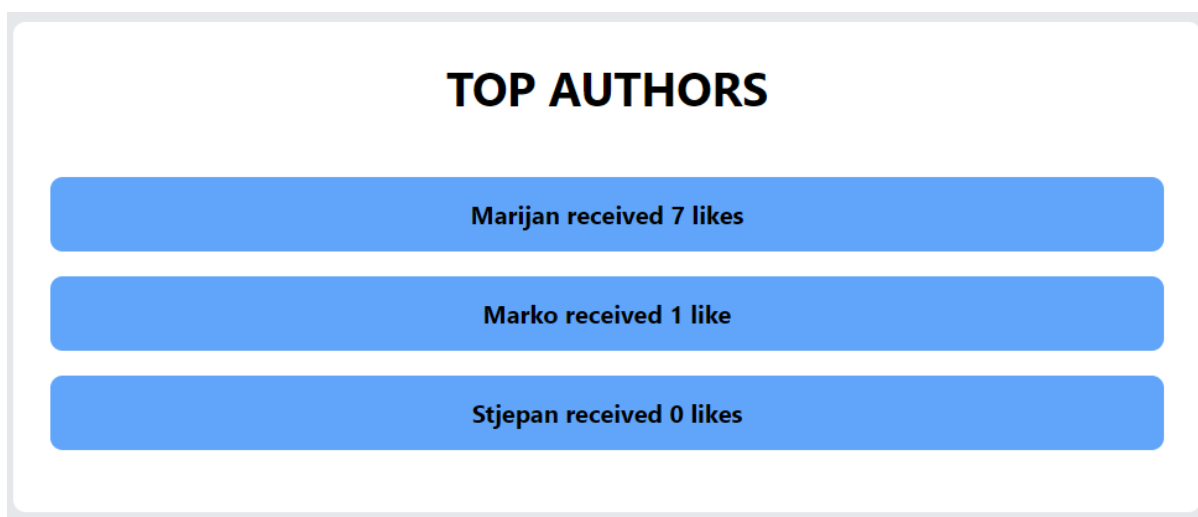 TOP AUTHORS
Marijan received 7 likes
Marko received 1 like
Stjepan received 0 likes